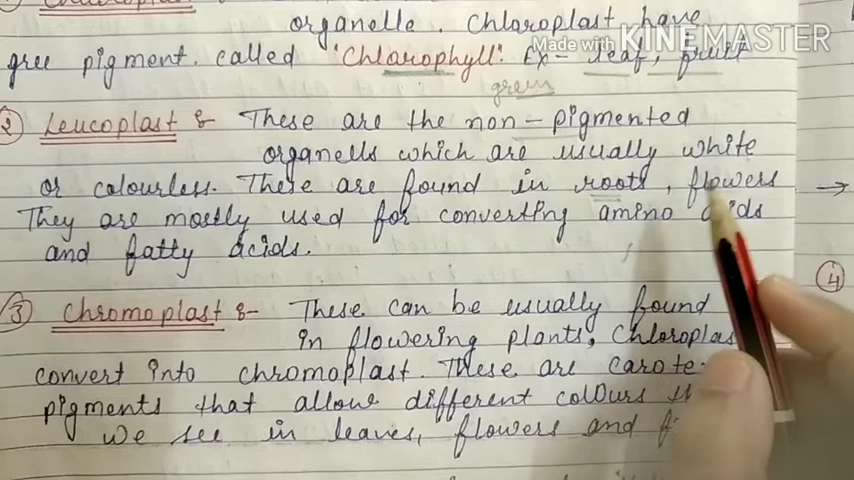 organelle. Chloroplast have
gree pigment. called "Chlorophyll". Ex- leaf, fruit
green
Made with KINEMASTER
2 Leucoplast :- These are the non-pigmented
organells which are usually white
or colourless. There are found in roots, flowers
They are mostly used for converting amino acids
and fatty acids.
3 Chromoplast :- These can be usually found
in flowering plants, Chloroplas
convert into chromoplast. These are carote-
pigments that allow different colours
we see in leaves, flowers and
4